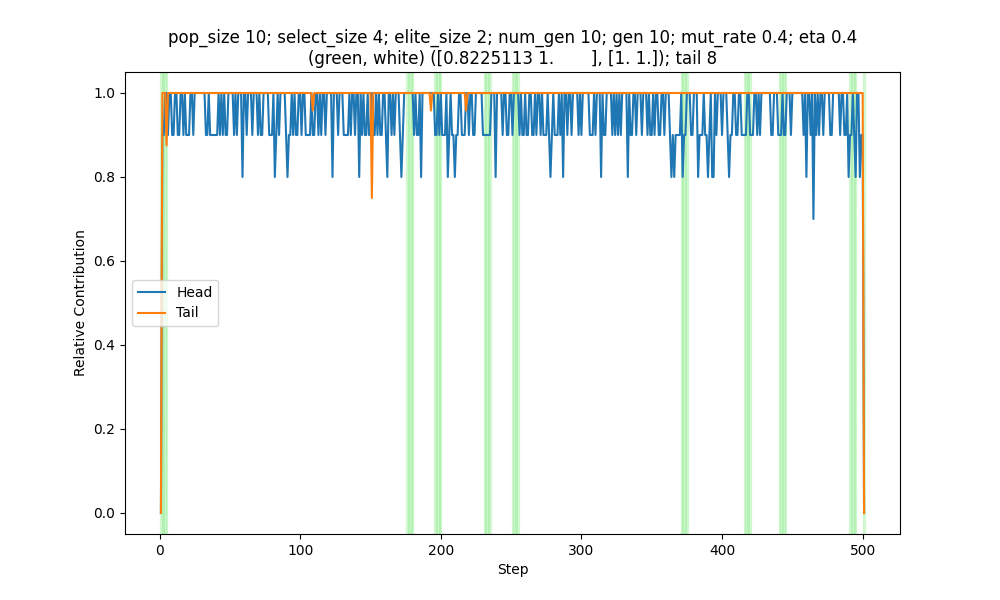 pop_size 10; select_size 4; elite_size 2; num_gen 10; gen 10; mut_rate 0.4; eta 0.4
(green, white) ([0.8225113 1.       ], [1. 1.]); tail 8
1.0
0.8
0.6
0.4
0.2
0.0
Relative Contribution
Head
Tail
0
100
200
300
400
500
Step